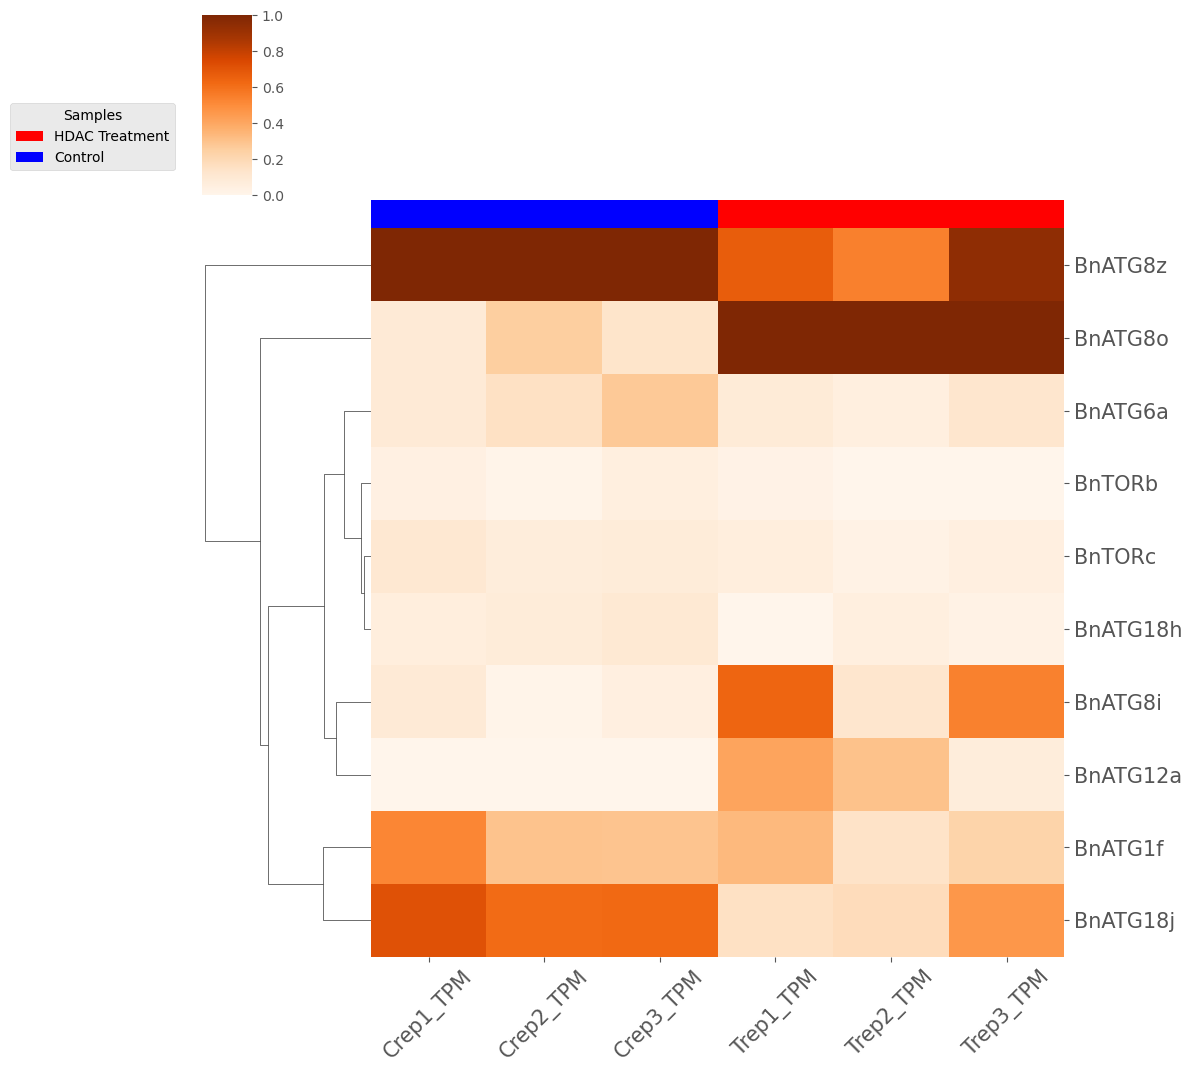 1.0
0.8
0.6
0.4
0.2
0.0
Samples
HDAC Treatment
Control
BnATG8z
BnATG8o
BnATG6a
BnTORb
BnTORc
BnATG18h
BnATG8i
BnATG12a
BnATG1f
BnATG18j
Crep1_TPM
Crep2_TPM
Crep3_TPM
Trep1_TPM
Trep2_TPM
Trep3_TPM